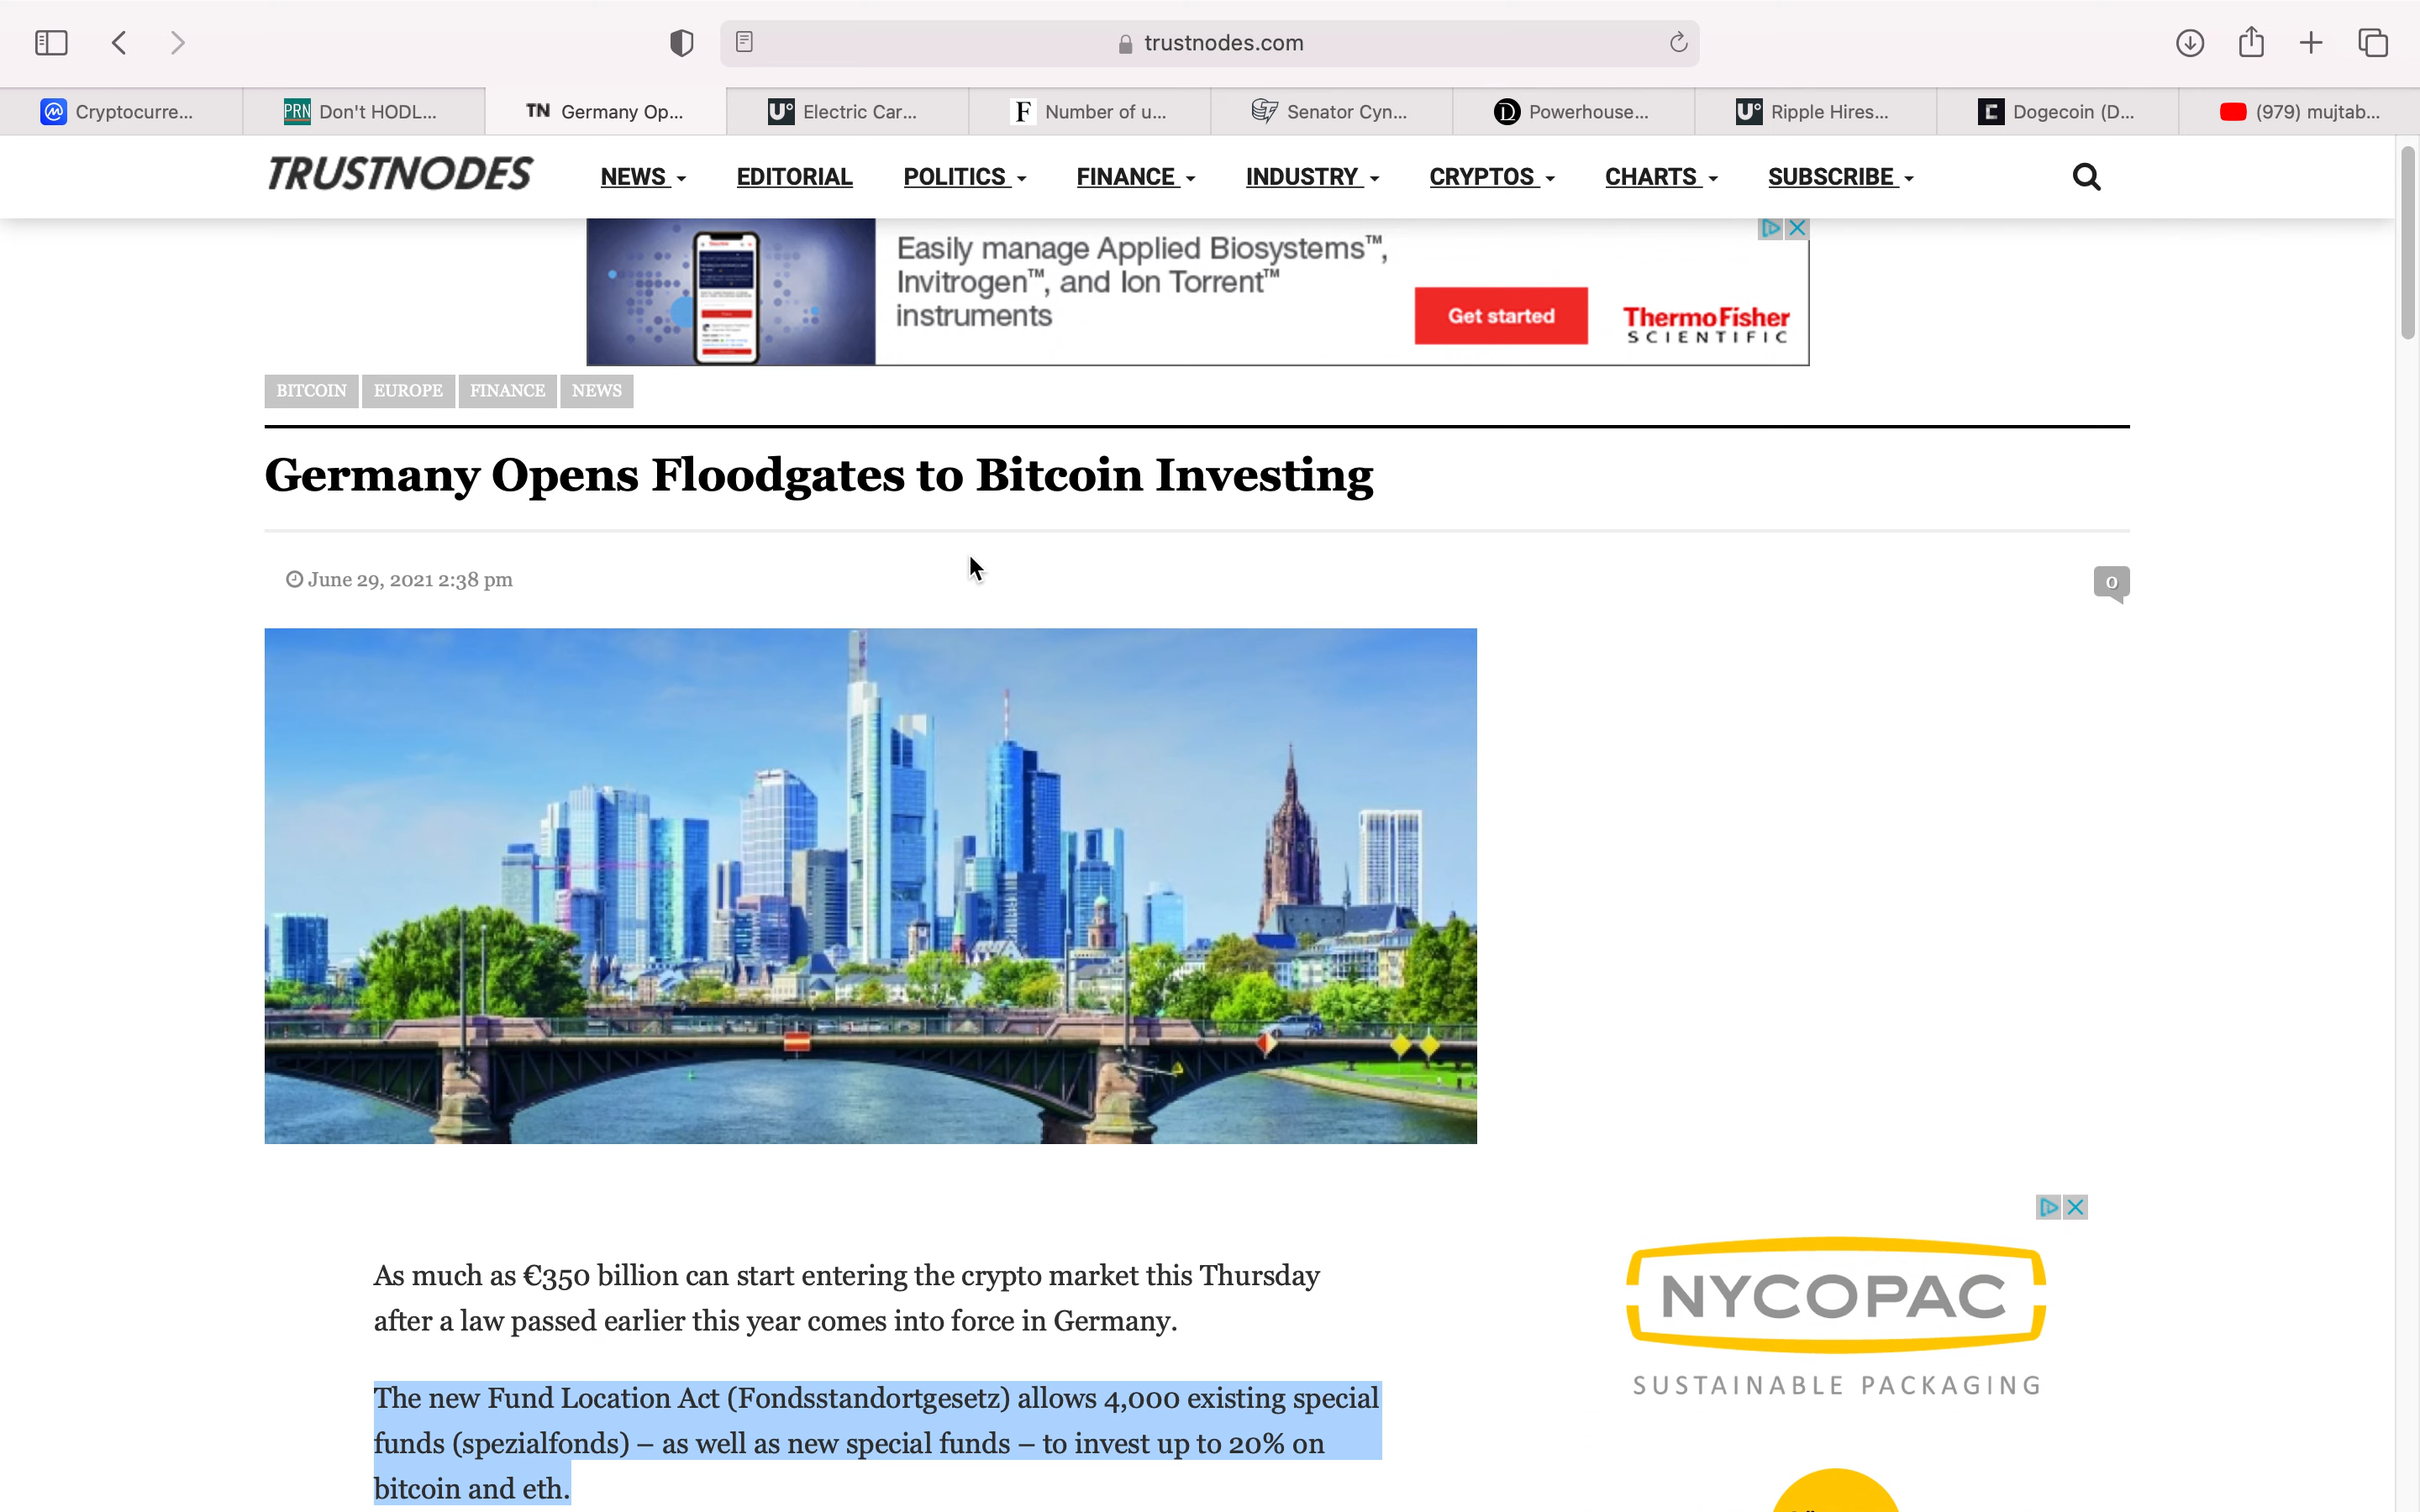 trustnodes.com
Cryptocurre...
PRN Don't HODL...
TN Germany Op...
U° Electric Car...
F Number of u...
Senator Cyn...
D Powerhouse...
U° Ripple Hires...
C Dogecoin (D...
(979) mujtab...
TRUSTNODES
NEWS
EDITORIAL
POLITICS
FINANCE
INDUSTRY
CRYPTOS
CHARTS
SUBSCRIBE
Easily manage Applied Biosystems™,
Invitrogen™, and Ion Torrent™
instruments
Get started
ThermoFisher
SCIENTIFIC
BITCOIN
EUROPE
FINANCE
NEWS
Germany Opens Floodgates to Bitcoin Investing
June 29, 2021 2:38 pm
0
As much as €350 billion can start entering the crypto market this Thursday
after a law passed earlier this year comes into force in Germany.
NYCOPAC
SUSTAINABLE PACKAGING
The new Fund Location Act (Fondsstandortgesetz) allows 4,000 existing special
funds (spezialfonds) – as well as new special funds – to invest up to 20% on
bitcoin and eth.